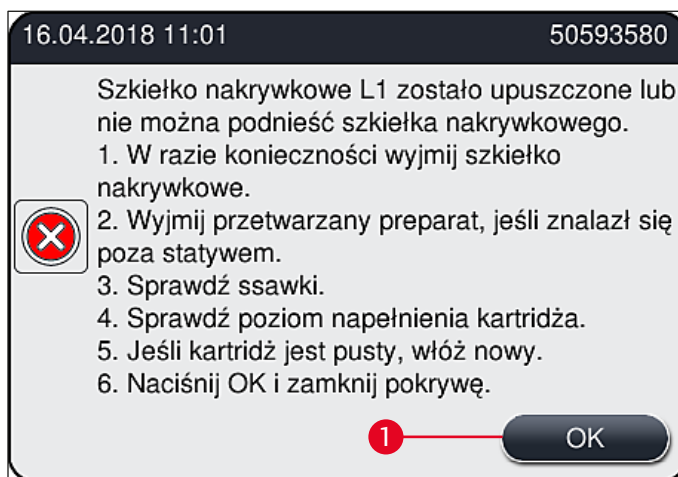 16.04.2018 11:01 50593580
Szkiełko nakrywkowe L1 zostało upuszczone lub
nie można podnieść szkiełka nakrywkowego.
1. W razie konieczności wyjmij szkiełko
nakrywkowe.
2. Wyjmij przetwarzany preparat, jeśli znalazł się
poza statywem.
3. Sprawdź ssawki.
4. Sprawdź poziom napełnienia kartridża.
5. Jeśli kartridż jest pusty, włóż nowy.
6. Naciśnij OK i zamknij pokrywę.
1 OK